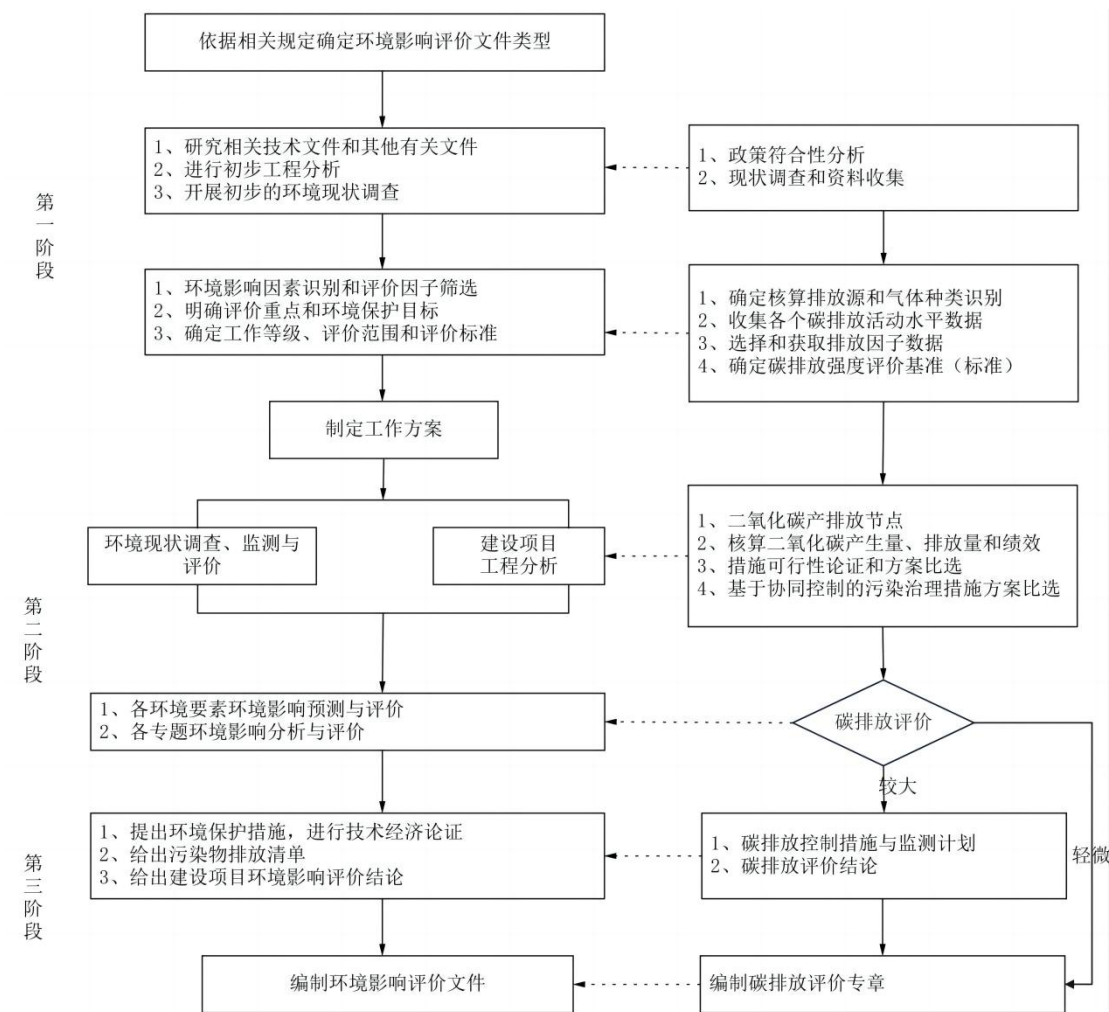 依据相关规定确定环境影响评价文件类型
第一阶段
1、研究相关技术文件和其他有关文件
2、进行初步工程分析
3、开展初步的环境现状调查
1、政策符合性分析
2、现状调查和资料收集
1、环境影响因素识别和评价因子筛选
2、明确评价重点和环境保护目标
3、确定工作等级、评价范围和评价标准
1、确定核算排放源和气体种类识别
2、收集各个碳排放活动水平数据
3、选择和获取排放因子数据
4、确定碳排放强度评价基准（标准）
制定工作方案
第二阶段
环境现状调查、监测与
评价
建设项目
工程分析
1、二氧化碳产排放节点
2、核算二氧化碳产生量、排放量和绩效
3、措施可行性论证和方案比选
4、基于协同控制的污染治理措施方案比选
1、各环境要素环境影响预测与评价
2、各专题环境影响分析与评价
碳排放评价
较大
轻微
第三阶段
1、提出环境保护措施，进行技术经济论证
2、给出污染物排放清单
3、给出建设项目环境影响评价结论
1、碳排放控制措施与监测计划
2、碳排放评价结论
编制环境影响评价文件
编制碳排放评价专章